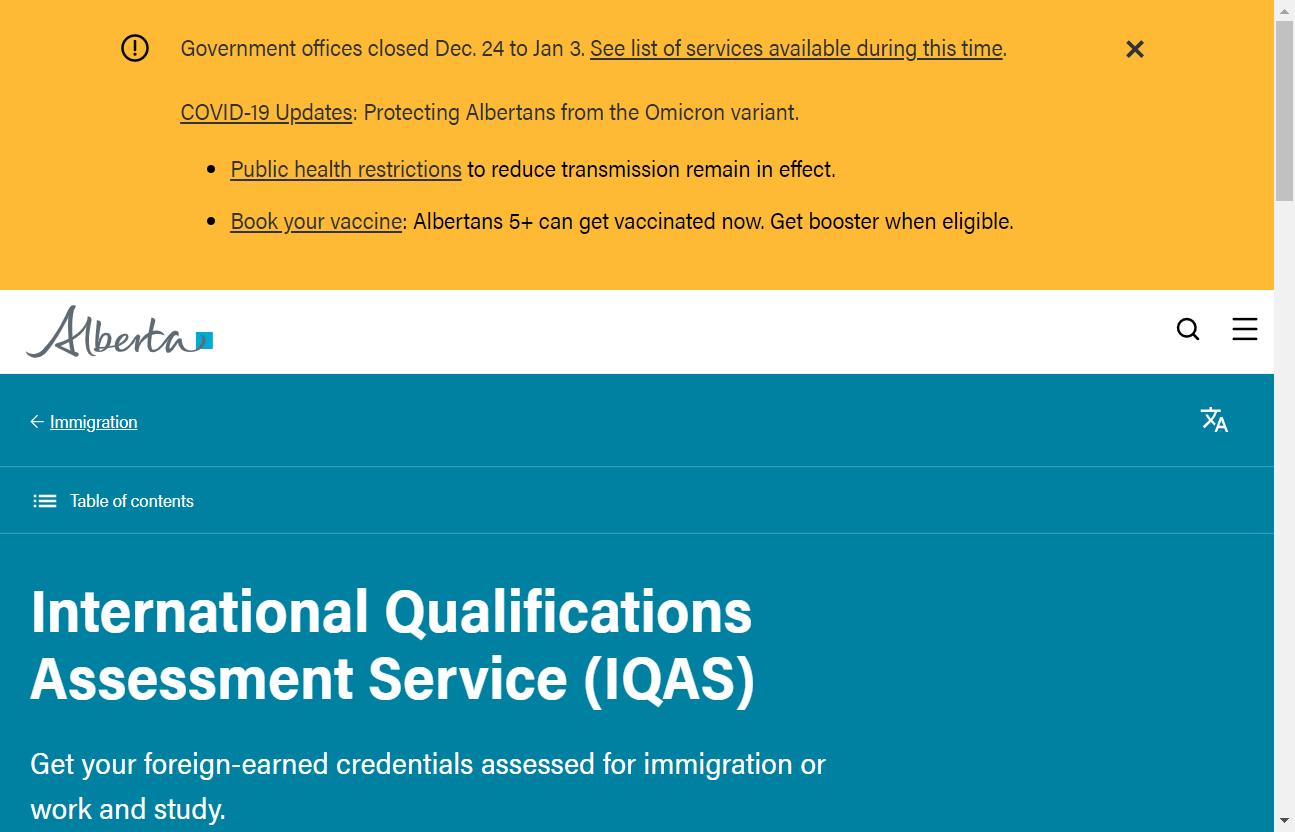 Government offices closed Dec. 24 to Jan 3. See list of services available during this time.
COVID-19 Updates: Protecting Albertans from the Omicron variant.
Public health restrictions to reduce transmission remain in effect.
Book your vaccine: Albertans 5+ can get vaccinated now. Get booster when eligible.
Alberta
Immigration
Table of contents
International Qualifications
Assessment Service (IQAS)
Get your foreign-earned credentials assessed for immigration or
work and study.